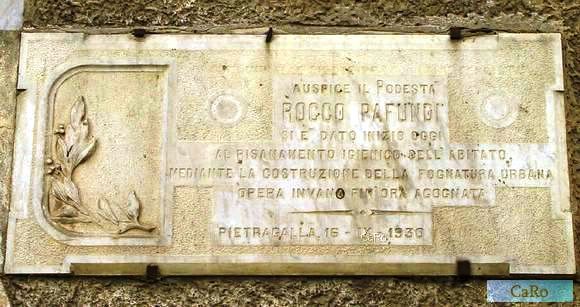 AUSPICE IL PODESTÀ
ROCCO RAFUNDI
SI È DATO INIZIO OGGI
AL RISANAMENTO IGIENICO DELL'ABITATO
MEDIANTE LA COSTRUZIONE DELLA FOGNATURA URBANA
OPERA INVANO FIN'ORA AGOGNATA
PIETRAGALLA, 16 - IX - 1936
CaRo